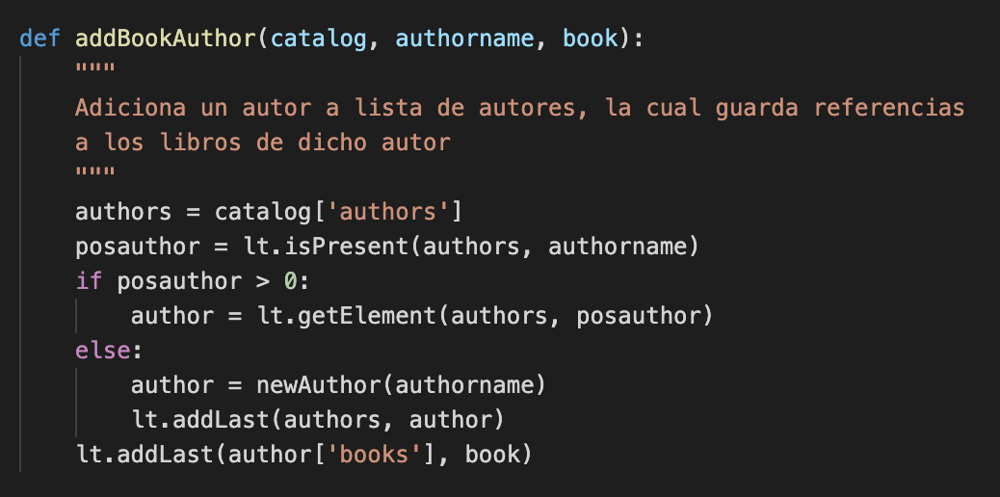 def addBookAuthor(catalog, authorname, book):
    """
    Adiciona un autor a lista de autores, la cual guarda referencias
    a los libros de dicho autor
    """
    authors = catalog['authors']
    posauthor = lt.isPresent(authors, authorname)
    if posauthor > 0:
        author = lt.getElement(authors, posauthor)
    else:
        author = newAuthor(authorname)
        lt.addLast(authors, author)
    lt.addLast(author['books'], book)